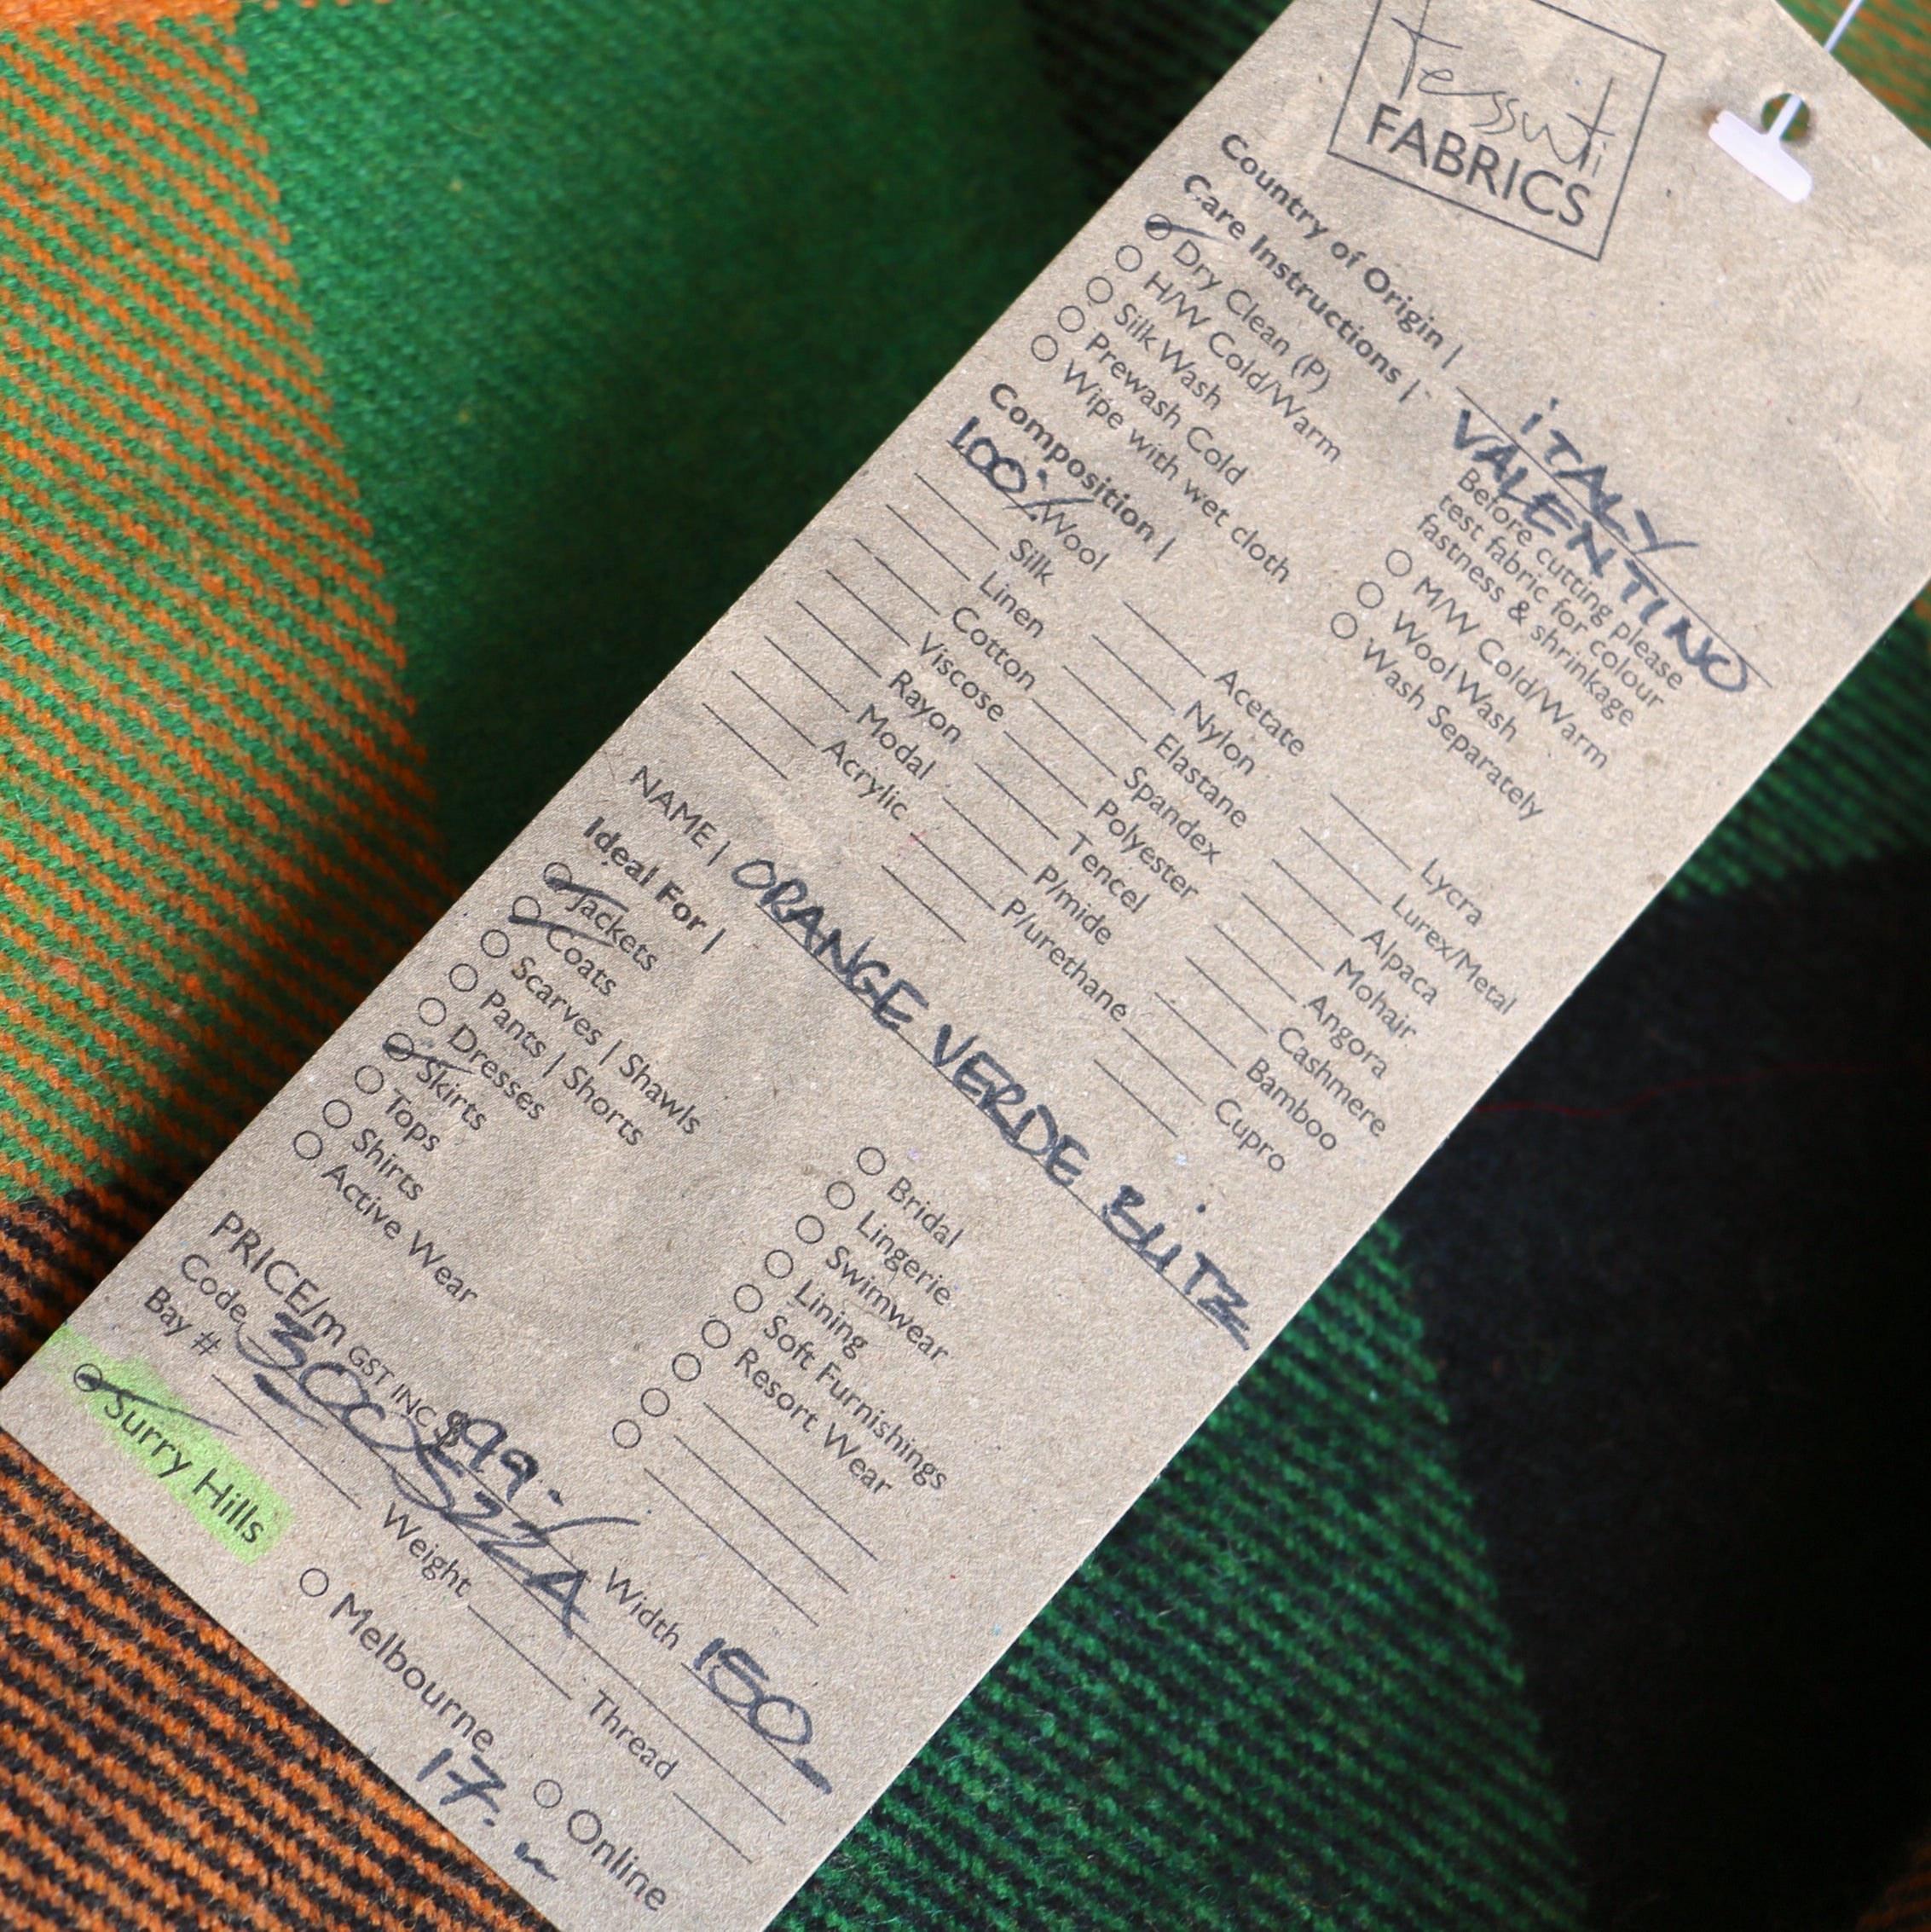 Tessuti
FABRICS
Country of Origin | iTALY
VALENTINO
Care Instructions |
Before cutting please
test fabric for colour
fastness & shrinkage
Dry Clean (P)
H/W Cold/Warm
Silk Wash
Prewash Cold
Wipe with wet cloth
M/W Cold/Warm
Wool Wash
Wash Separately
Composition |
100% Wool
Silk
Linen
Cotton
Viscose
Rayon
Modal
Acrylic
Acetate
Nylon
Elastane
Spandex
Polyester
Tencel
P/mide
P/urethane
Lycra
Lurex/Metal
Alpaca
Mohair
Angora
Cashmere
Bamboo
Cupro
NAME | ORANGE VERDE BLITZ
Ideal For |
Jackets
Coats
Scarves | Shawls
Pants | Shorts
Dresses
Skirts
Tops
Shirts
Active Wear
Bridal
Lingerie
Swimwear
Lining
Soft Furnishings
Resort Wear
PRICE/m GST INC $99.-
Code 3000522A Width 150
Bay # Weight Thread
Surry Hills Melbourne Online
17.